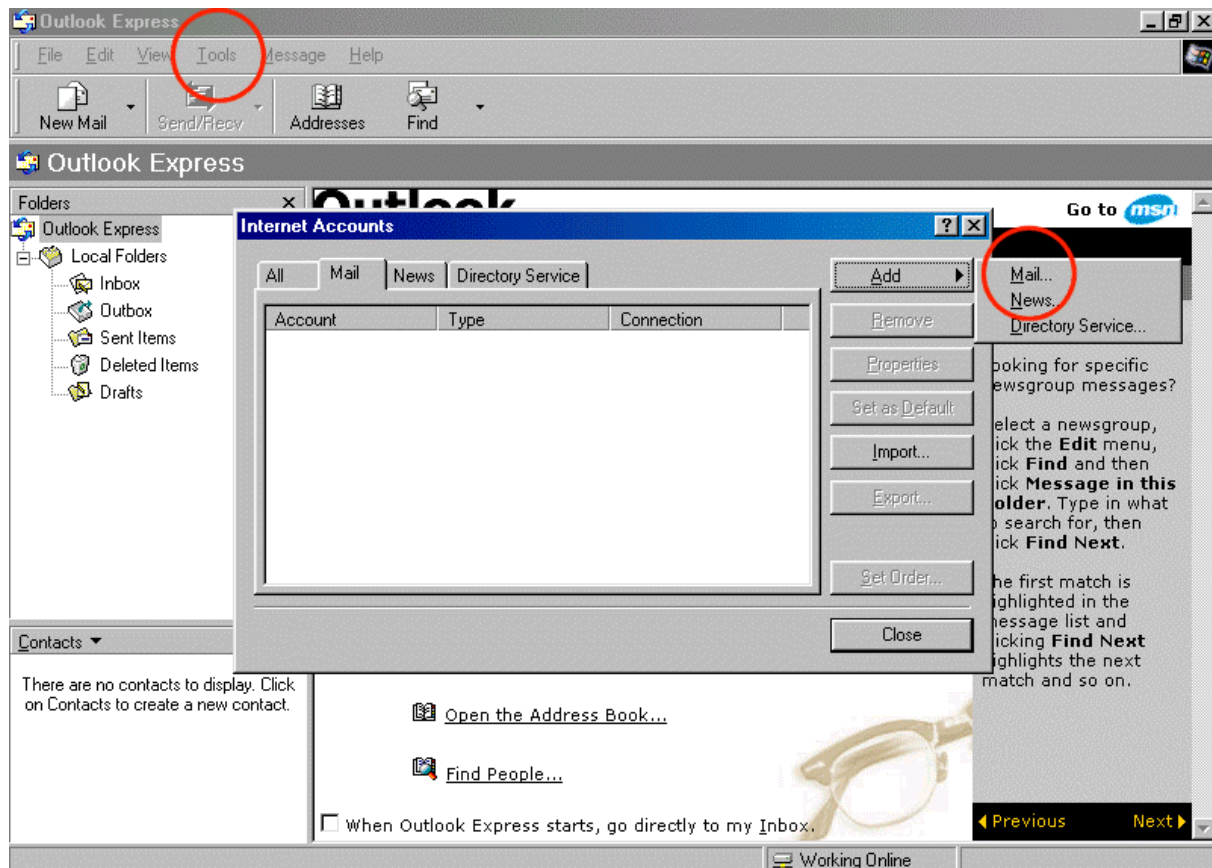 Outlook Express
File Edit View Tools Message Help
New Mail Send/Recv Addresses Find
Outlook Express
Folders
Outlook Express
Local Folders
Inbox
Outbox
Sent Items
Deleted Items
Drafts
Contacts
There are no contacts to display. Click
on Contacts to create a new contact.
Outlook
Go to msn
Internet Accounts
All Mail News Directory Service
Account Type Connection
Add
Remove
Properties
Set as Default
Import...
Export...
Set Order...
Close
Mail...
News...
Directory Service...
ooking for specific
ewsgroup messages?
elect a newsgroup,
ick the Edit menu,
ick Find and then
ick Message in this
older. Type in what
search for, then
ick Find Next.
he first match is
ighlighted in the
essage list and
icking Find Next
ighlights the next
match and so on.
Open the Address Book...
Find People...
When Outlook Express starts, go directly to my Inbox.
Previous Next
Working Online